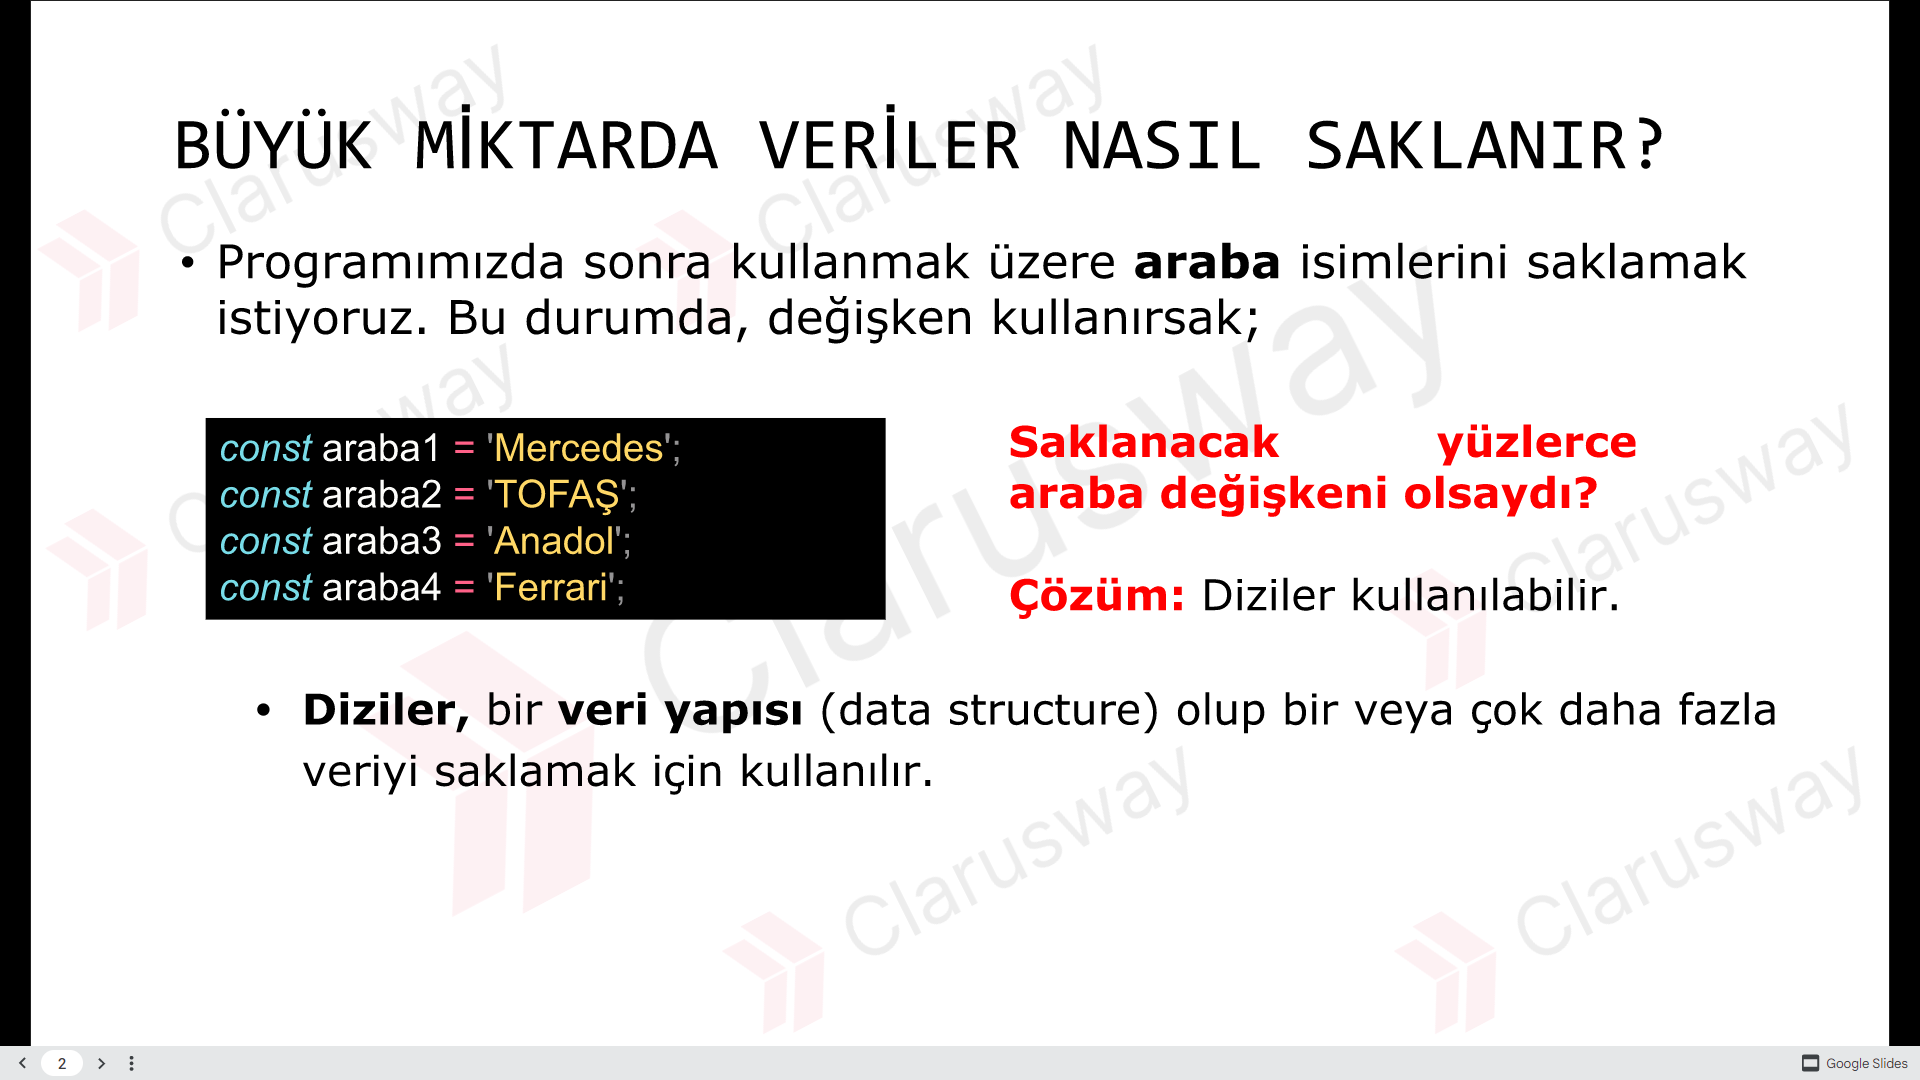 BÜYÜK MİKTARDA VERİLER NASIL SAKLANIR?
• Programımızda sonra kullanmak üzere araba isimlerini saklamak
istiyoruz. Bu durumda, değişken kullanırsak;
const araba1 = 'Mercedes';
const araba2 = 'TOFAŞ';
const araba3 = 'Anadol';
const araba4 = 'Ferrari';
Saklanacak yüzlerce
araba değişkeni olsaydı?
Çözüm: Diziler kullanılabilir.
• Diziler, bir veri yapısı (data structure) olup bir veya çok daha fazla
veriyi saklamak için kullanılır.
Clarusway
Clarusway
way
Clarusway
Clarusway
Clarusway
Clarusway
2
Google Slides